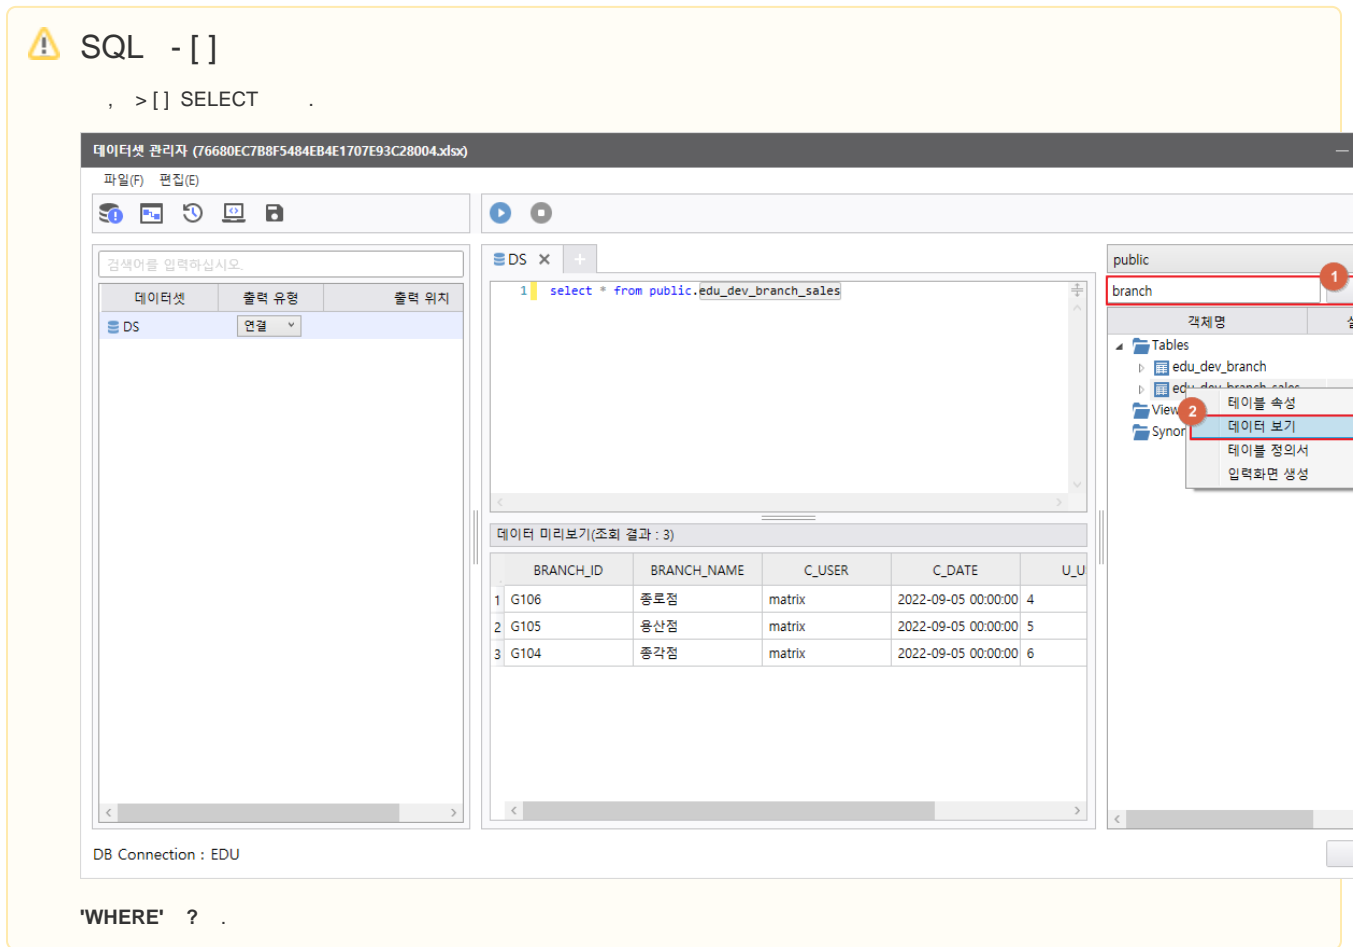 SQL - [ ]
, > [ ] SELECT .
데이터셋 관리자 (76680EC7B8F5484EB4E1707E93C28004.xlsx)
파일(F) 편집(E)
검색어를 입력하십시오.
데이터셋 출력 유형 출력 위치
DS 연결
DS
1 select * from public.edu_dev_branch_sales
데이터 미리보기(조회 결과 : 3)
BRANCH_ID BRANCH_NAME C_USER C_DATE U_U
1 G106 종로점 matrix 2022-09-05 00:00:00 4
2 G105 용산점 matrix 2022-09-05 00:00:00 5
3 G104 종각점 matrix 2022-09-05 00:00:00 6
public
1
branch
객체명
Tables
edu_dev_branch
edu_dev_branch_sales
View
Synor
2
테이블 속성
데이터 보기
테이블 정의서
입력화면 생성
DB Connection : EDU
'WHERE' ? .